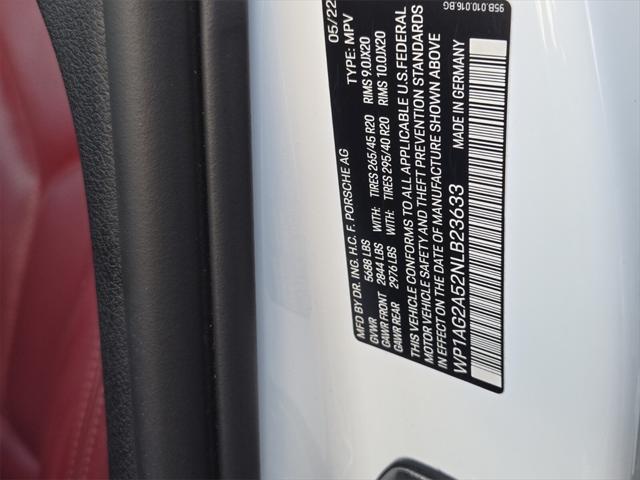 MFD BY DR. ING. H.C. F. PORSCHE AG 05/22
GVWR 5688 LBS TYPE: MPV
GAWR FRONT 2844 LBS WITH: TIRES 265/45 R20 RIMS 9.0JX20
GAWR REAR 2976 LBS WITH: TIRES 295/40 R20 RIMS 10.0JX20
THIS VEHICLE CONFORMS TO ALL APPLICABLE U.S.FEDERAL
MOTOR VEHICLE SAFETY AND THEFT PREVENTION STANDARDS
IN EFFECT ON THE DATE OF MANUFACTURE SHOWN ABOVE
WP1AG2A52NLB23633 MADE IN GERMANY
95B.010.016.BG